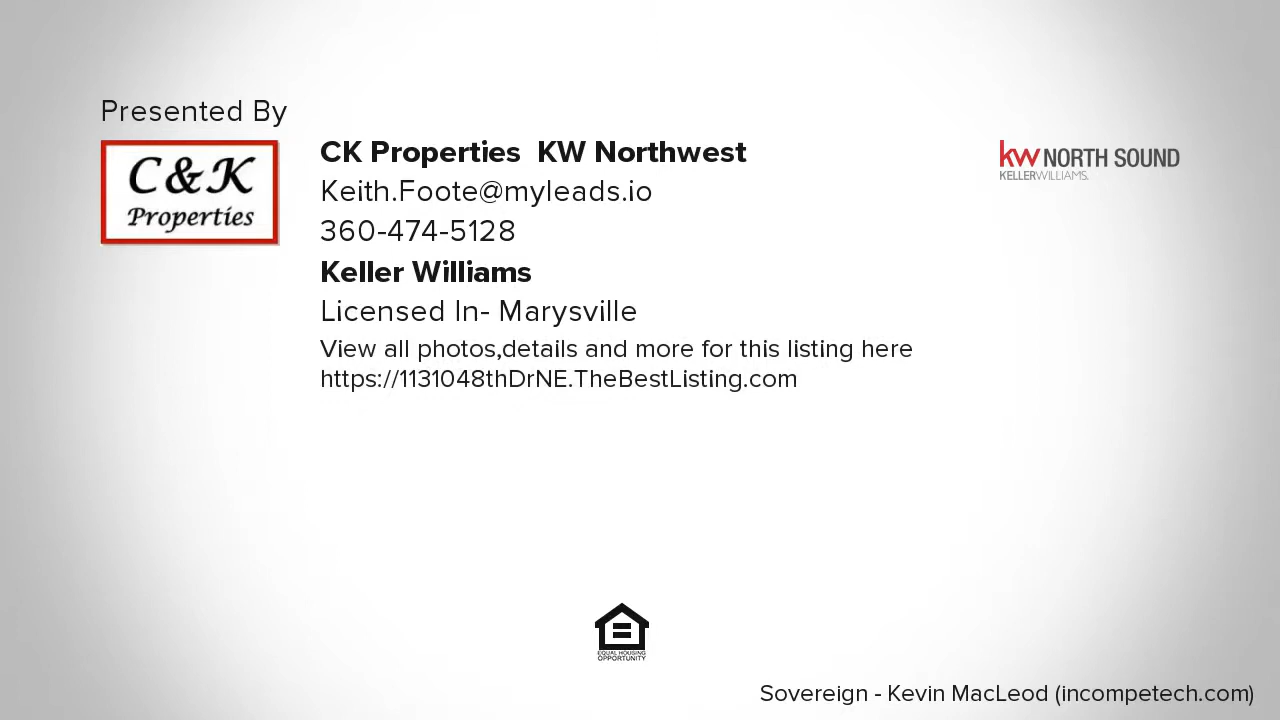 Presented By
C&K
Properties
CK Properties  KW Northwest
Keith.Foote@myleads.io
360-474-5128
Keller Williams
Licensed In- Marysville
View all photos,details and more for this listing here
https://1131048thDrNE.TheBestListing.com
kw NORTH SOUND
KELLERWILLIAMS.
EQUAL HOUSING
OPPORTUNITY
Sovereign - Kevin MacLeod (incompetech.com)